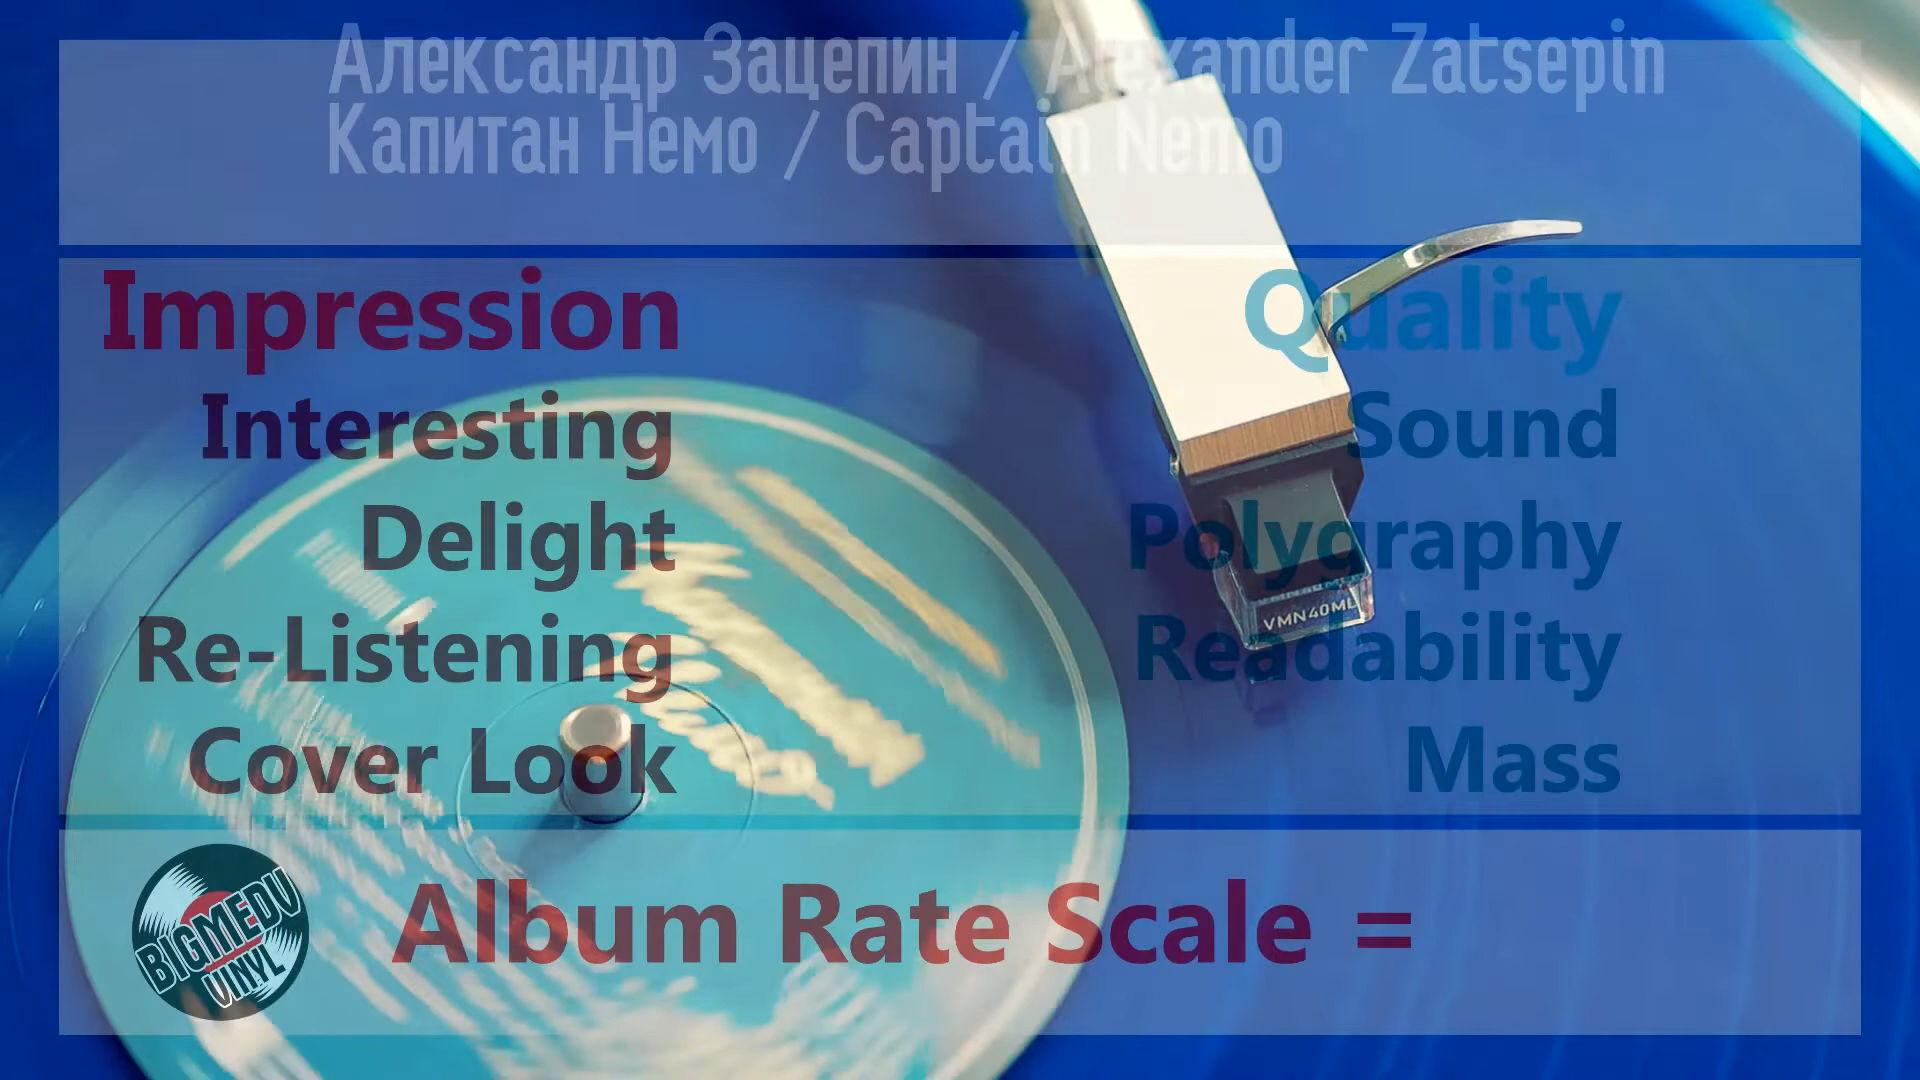 Александр Зацепин / Alexander Zatsepin
Капитан Немо / Captain Nemo
Impression
Interesting
Delight
Re-Listening
Cover Look
Quality
Sound
Polygraphy
Readability
Mass
VMN40ML
BIGMEDV
VINYL
Album Rate Scale =